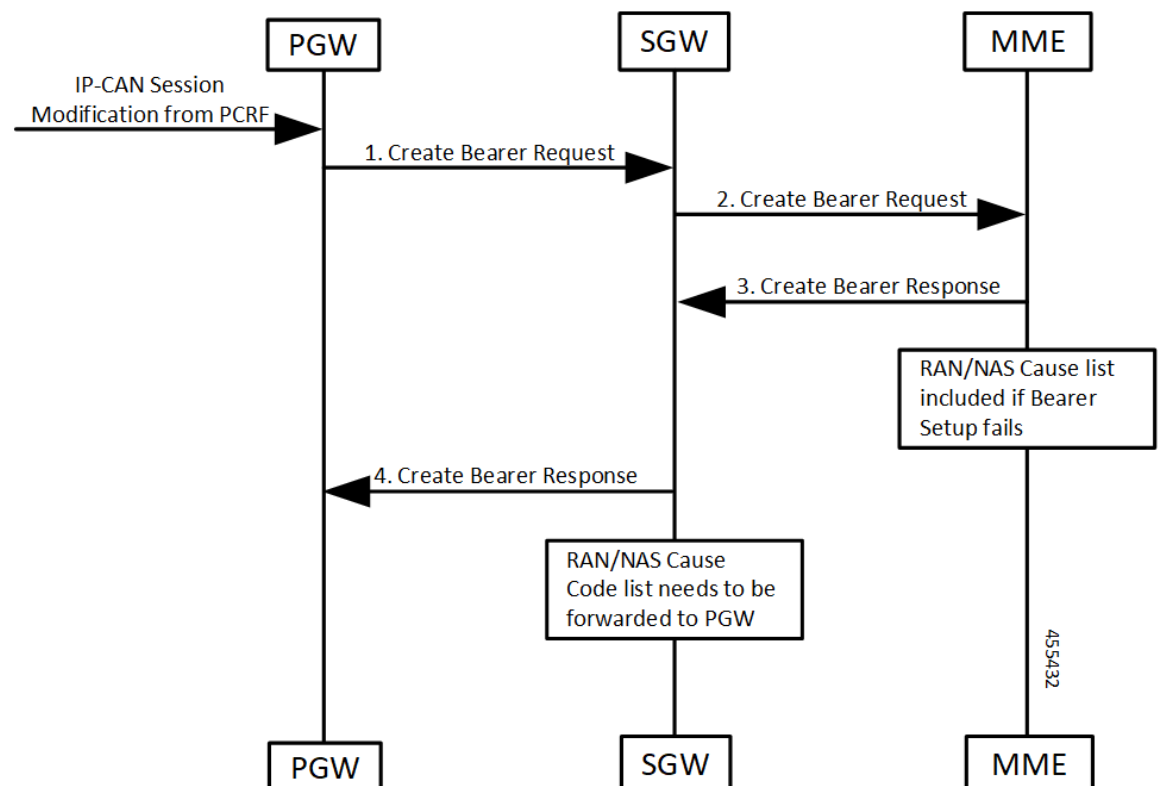 PGW
SGW
MME
IP-CAN Session
Modification from PCRF
1. Create Bearer Request
2. Create Bearer Request
3. Create Bearer Response
RAN/NAS Cause list
included if Bearer
Setup fails
4. Create Bearer Response
RAN/NAS Cause
Code list needs to be
forwarded to PGW
455432
PGW
SGW
MME